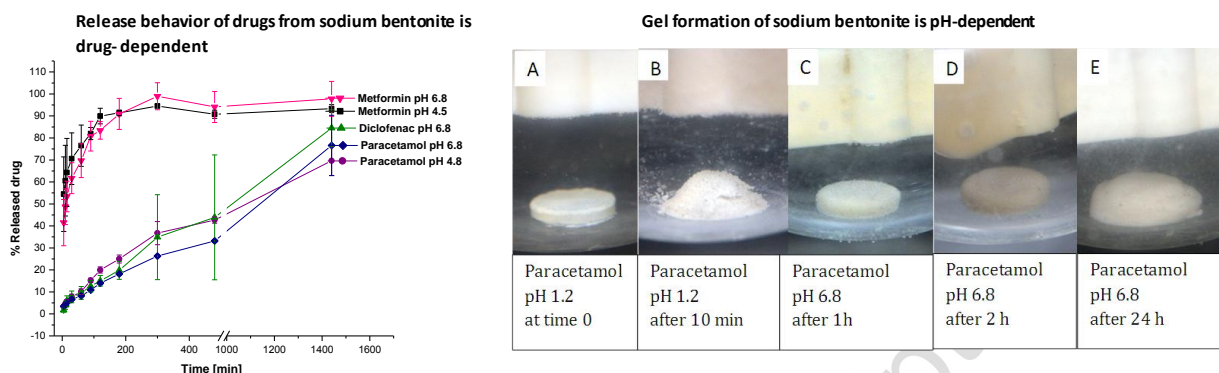 Release behavior of drugs from sodium bentonite is
drug- dependent
110
100
90
80
70
60
50
40
30
20
10
0
-10
% Released drug
Metformin pH 6.8
Metformin pH 4.5
Diclofenac pH 6.8
Paracetamol pH 6.8
Paracetamol pH 4.8
0
200
400
1000
1200
1400
1600
Time [min]
Gel formation of sodium bentonite is pH-dependent
A
B
C
D
E
Paracetamol
pH 1.2
at time 0
Paracetamol
pH 1.2
after 10 min
Paracetamol
pH 6.8
after 1h
Paracetamol
pH 6.8
after 2 h
Paracetamol
pH 6.8
after 24 h